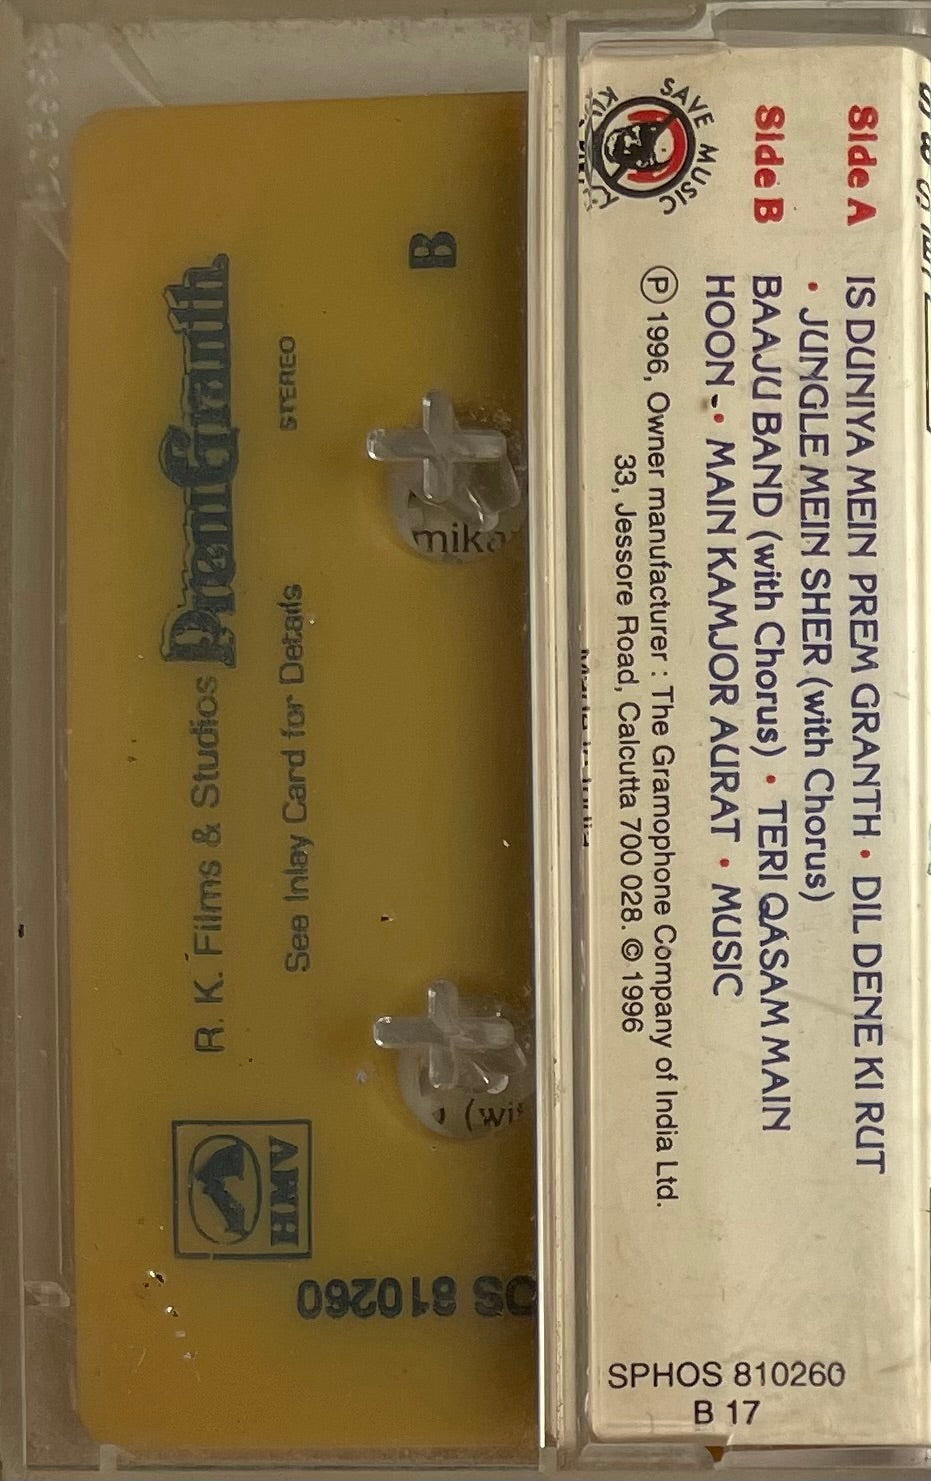 Side A IS DUNIYA MEIN PREM GRANTH • DIL DENE KI RUT
• JUNGLE MEIN SHER (with Chorus)
Side B BAAJU BAND (with Chorus) • TERI QASAM MAIN
HOON - • MAIN KAMJOR AURAT • MUSIC
Ⓟ 1996, Owner manufacturer : The Gramophone Company of India Ltd.
33, Jessore Road, Calcutta 700 028. © 1996
SAVE MUSIC
SPHOS 810260
B 17
R. K. Films & Studios PremGranth
STEREO
See Inlay Card for Details
B
HMV
OS 810260
mika
(wi